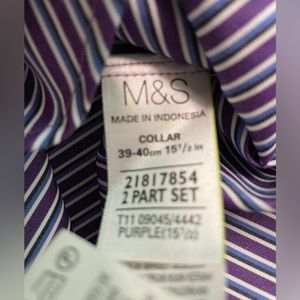 M&S
MADE IN INDONESIA
COLLAR
39-40cm 15½ in
21817854
2 PART SET
T11 09045/4442
PURPLE(15½)